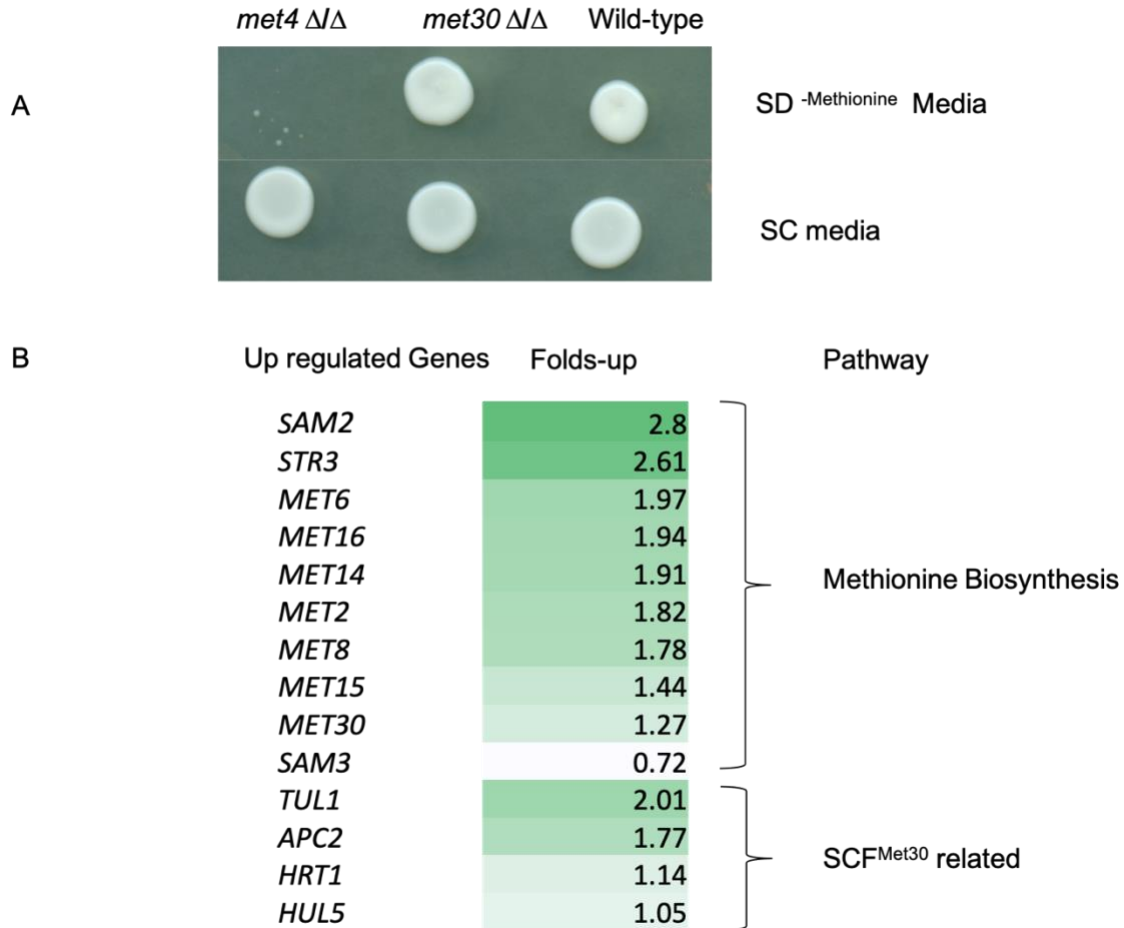 met4 Δ/Δ met30 Δ/Δ Wild-type
A
SD -Methionine Media
SC media
B
Up regulated Genes Folds-up Pathway
SAM2 2.8
STR3 2.61
MET6 1.97
MET16 1.94
MET14 1.91
MET2 1.82
MET8 1.78
MET15 1.44
MET30 1.27
SAM3 0.72
Methionine Biosynthesis
TUL1 2.01
APC2 1.77
HRT1 1.14
HUL5 1.05
SCFMet30 related